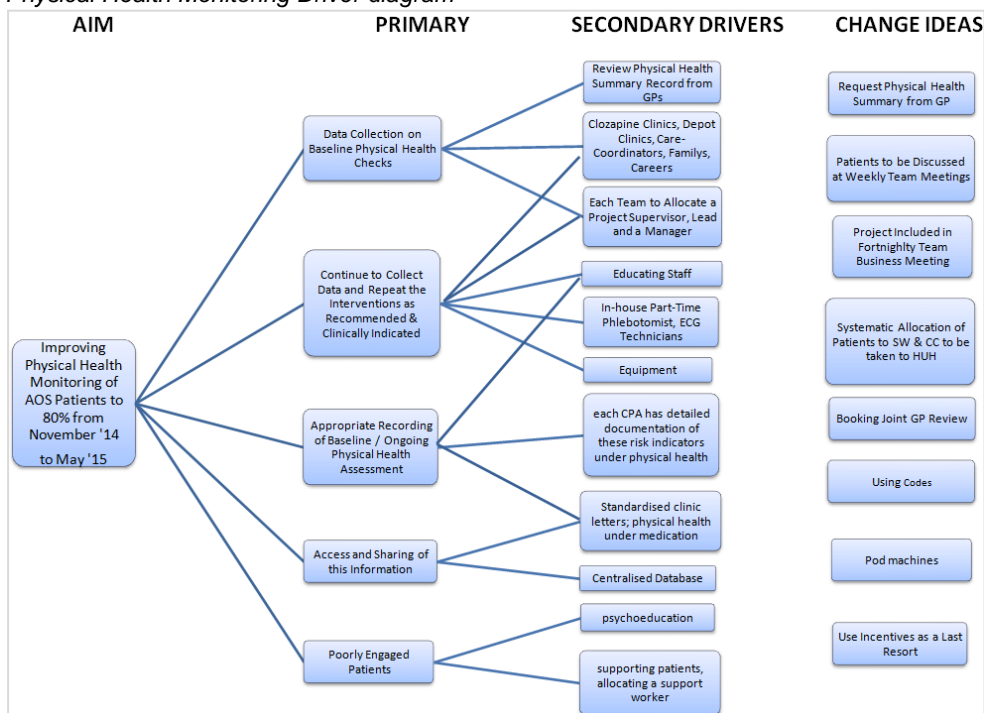 Physical Health Monitoring Driver diagram
AIM
PRIMARY
SECONDARY DRIVERS
CHANGE IDEAS
Improving
Physical Health
Monitoring of
AOS Patients to
80% from
November '14
to May '15
Data Collection on
Baseline Physical Health
Checks
Continue to Collect
Data and Repeat the
Interventions as
Recommended &
Clinically Indicated
Appropriate Recording
of Baseline / Ongoing
Physical Health
Assessment
Access and Sharing of
this Information
Poorly Engaged
Patients
Review Physical Health
Summary Record from
GPs
Clozapine Clinics, Depot
Clinics, Care-
Coordinators, Familys,
Careers
Each Team to Allocate a
Project Supervisor, Lead
and a Manager
Educating Staff
In-house Part-Time
Phlebotomist, ECG
Technicians
Equipment
each CPA has detailed
documentation of
these risk indicators
under physical health
Standardised clinic
letters; physical health
under medication
Centralised Database
psychoeducation
supporting patients,
allocating a support
worker
Request Physical Health
Summary from GP
Patients to be Discussed
at Weekly Team Meetings
Project Included in
Fortnighlty Team
Business Meeting
Systematic Allocation of
Patients to SW & CC to be
taken to HUH
Booking Joint GP Review
Using Codes
Pod machines
Use Incentives as a Last
Resort